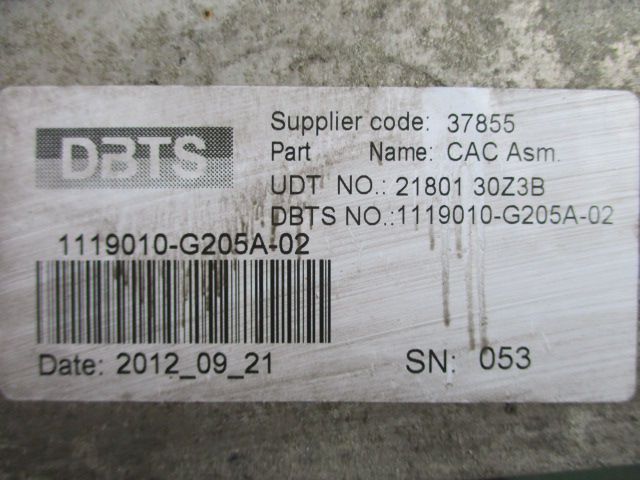 DBTS
Supplier code: 37855
Part Name: CAC Asm.
UDT NO.: 21801 30Z3B
DBTS NO.:1119010-G205A-02
1119010-G205A-02
Date: 2012_09_21
SN: 053